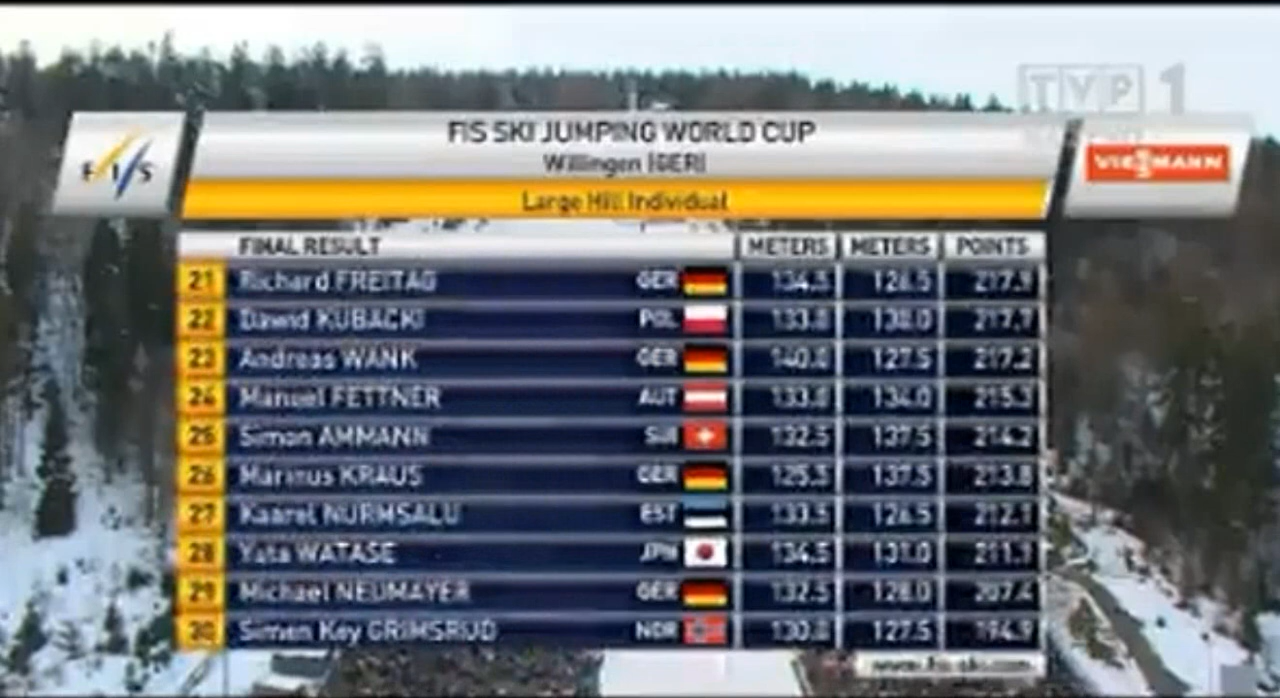 TVP 1
FIS SKI JUMPING WORLD CUP
Willingen (GER)
FIS
VIESSMANN
Large Hill Individual
FINAL RESULT METERS METERS POINTS
21 Richard FREITAG GER 134.5 126.5 217.9
22 Dawid KUBACKI POL 133.0 217.7
23 Andreas WANK GER 140.0 127.5 217.2
24 Manuel FETTNER AUT 133.0 134.0 215.3
25 Simon AMMANN SUI 132.5 137.5 214.2
26 Marinus KRAUS GER 125.5 137.5 213.8
27 Kaarel NURMSALU EST 133.5 126.5 212.1
28 Yuta WATASE JPN 134.5 131.0 211.1
29 Michael NEUMAYER GER 132.5 128.0 207.4
30 Simen Key GRIMSRUD NOR 130.0 127.5 194.9
www.fis-ski.com